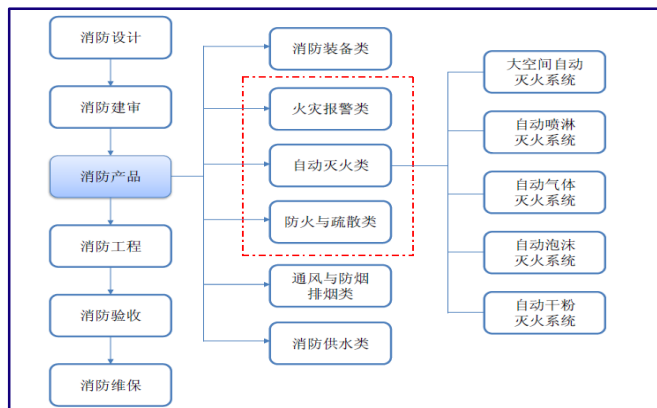 消防设计
消防建审
消防产品
消防工程
消防验收
消防维保
消防装备类
火灾报警类
自动灭火类
防火与疏散类
通风与防烟
排烟类
消防供水类
大空间自动
灭火系统
自动喷淋
灭火系统
自动气体
灭火系统
自动泡沫
灭火系统
自动干粉
灭火系统